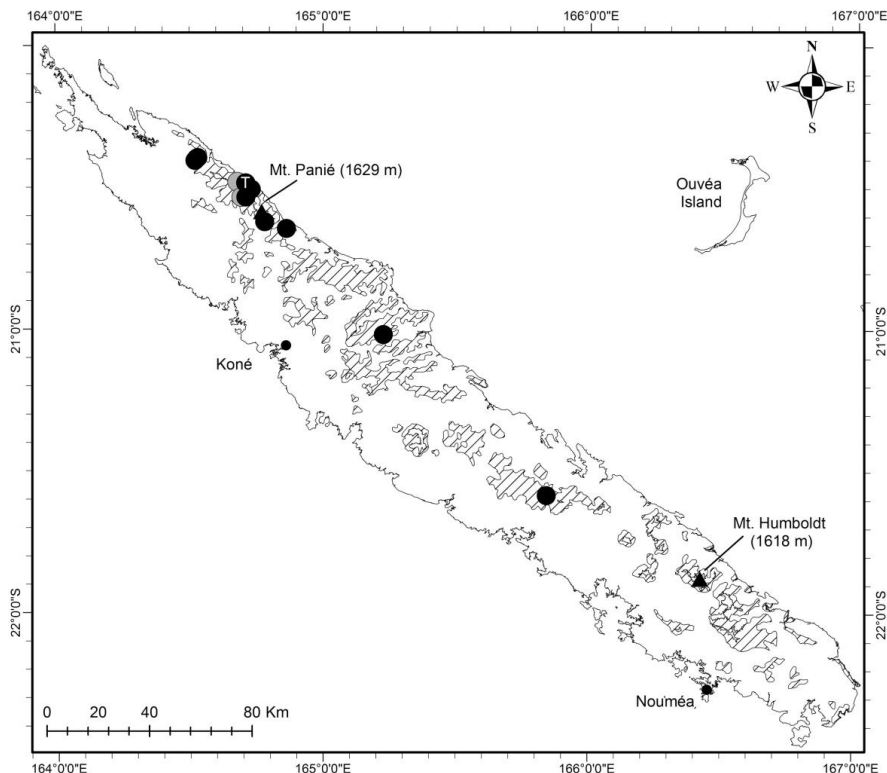 164°0'0"E 165°0'0"E 166°0'0"E 167°0'0"E
N
W E
S
T
Mt. Panié (1629 m)
Ouvéa
Island
21°0'0"S 21°0'0"S
Koné
Mt. Humboldt
(1618 m)
22°0'0"S 22°0'0"S
Nouméa
0 20 40 80 Km
164°0'0"E 165°0'0"E 166°0'0"E 167°0'0"E